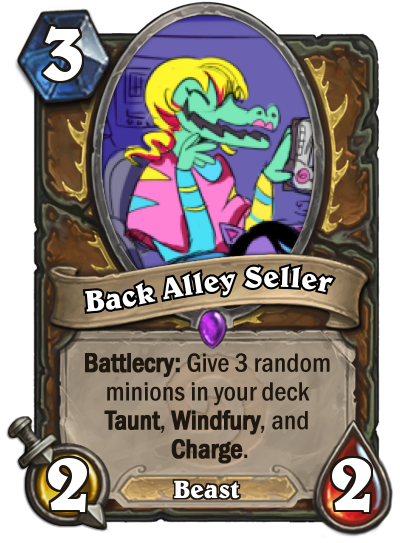 3
Back Alley Seller
Battlecry: Give 3 random
minions in your deck
Taunt, Windfury, and
Charge.
2
Beast
2